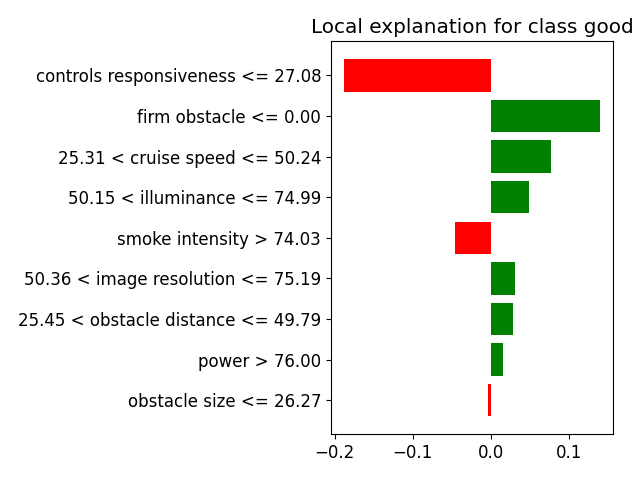 Local explanation for class good
controls responsiveness <= 27.08
firm obstacle <= 0.00
25.31 < cruise speed <= 50.24
50.15 < illuminance <= 74.99
smoke intensity > 74.03
50.36 < image resolution <= 75.19
25.45 < obstacle distance <= 49.79
power > 76.00
obstacle size <= 26.27
−0.2 −0.1 0.0 0.1